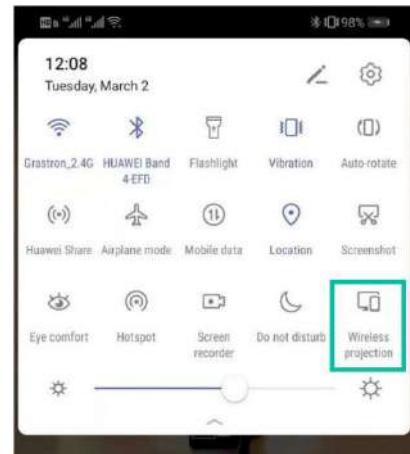 98%
12:08
Tuesday, March 2
Grastron_2.4G
HUAWEI Band
4-EFD
Flashlight
Vibration
Auto-rotate
Huawei Share
Airplane mode
Mobile data
Location
Screenshot
Eye comfort
Hotspot
Screen
recorder
Do not disturb
Wireless
projection